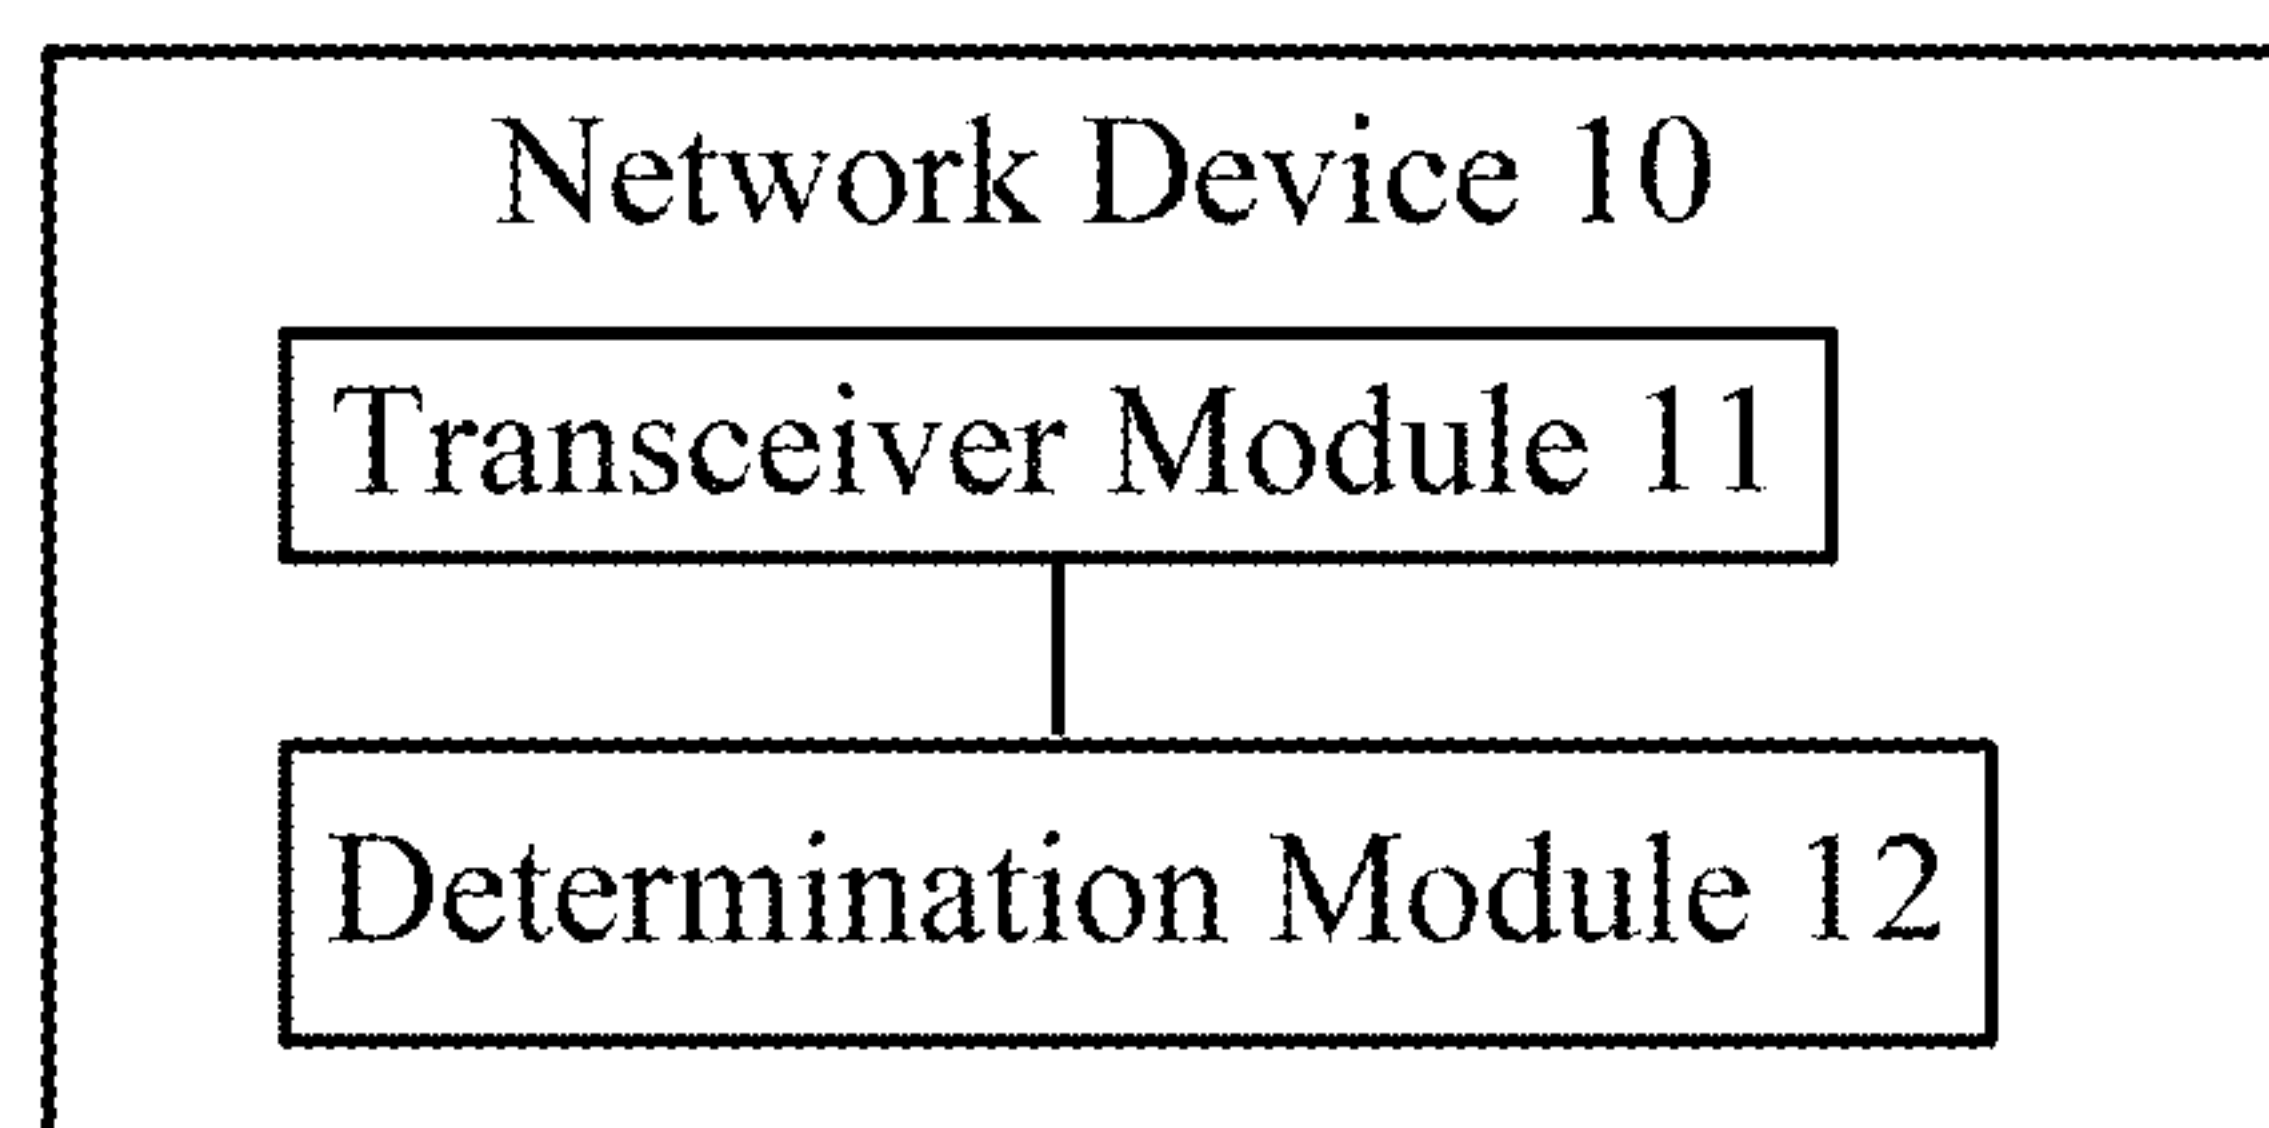 Network Device 10
Transceiver Module 11
Determination Module 12